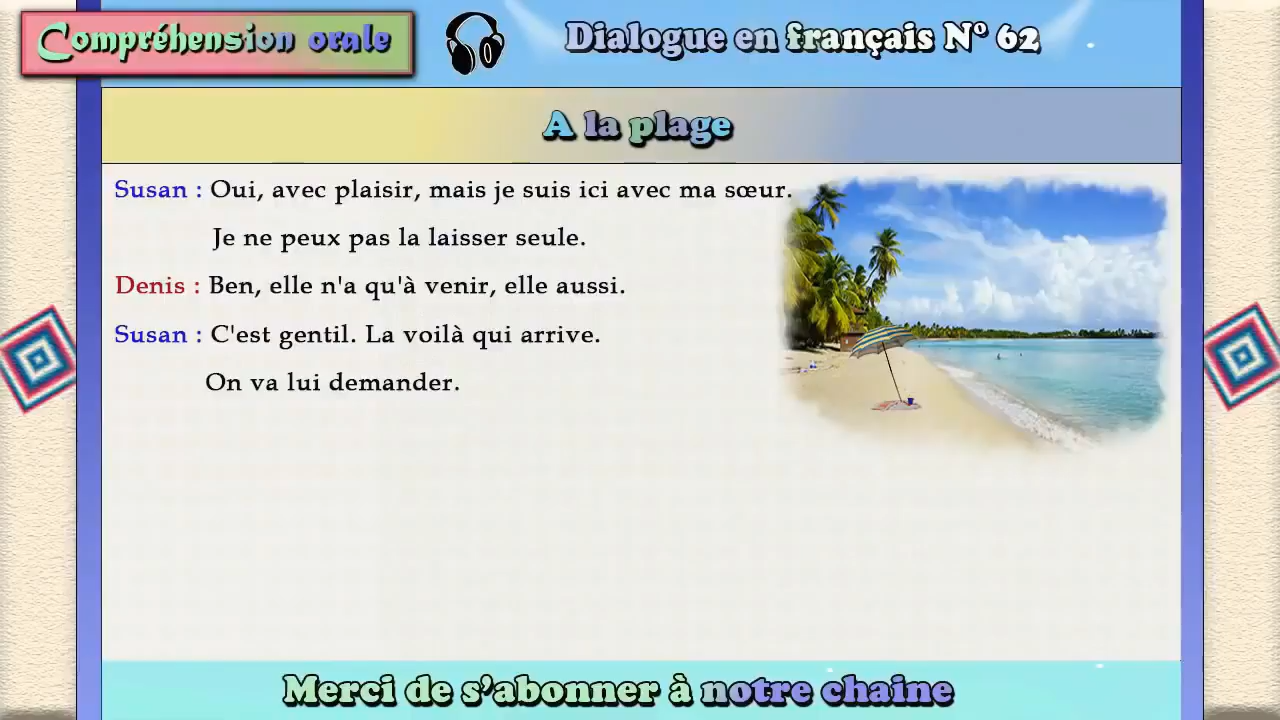 Compréhension orale
Dialogue en français N° 62
A la plage
Susan : Oui, avec plaisir, mais je suis ici avec ma sœur.
Je ne peux pas la laisser seule.
Denis : Ben, elle n'a qu'à venir, elle aussi.
Susan : C'est gentil. La voilà qui arrive.
On va lui demander.
Merci de s'abonner à notre chaine